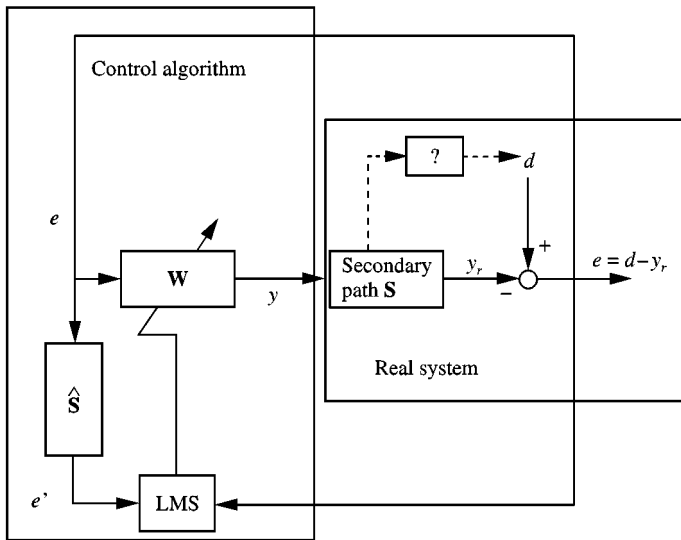 Control algorithm
?
d
e
+
W
Secondary
path S
y_r
e = d − y_r
y
−
Real system
Ŝ
e’
LMS